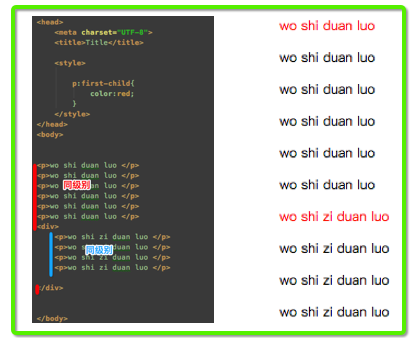 <head>
<meta charset="UTF-8">
<title>Title</title>
<style>
p:first-child{
color:red;
}
</style>
</head>
<body>
<p>wo shi duan luo </p>
<p>wo shi duan luo </p>
<p>wo shi duan luo </p>
同级别
<p>wo shi duan luo </p>
<p>wo shi duan luo </p>
<p>wo shi duan luo </p>
<div>
<p>wo shi zi duan luo </p>
<p>wo shi zi duan luo </p>
同级别
<p>wo shi zi duan luo </p>
<p>wo shi zi duan luo </p>
</div>
</body>
wo shi duan luo
wo shi duan luo
wo shi duan luo
wo shi duan luo
wo shi duan luo
wo shi duan luo
wo shi zi duan luo
wo shi zi duan luo
wo shi zi duan luo
wo shi zi duan luo